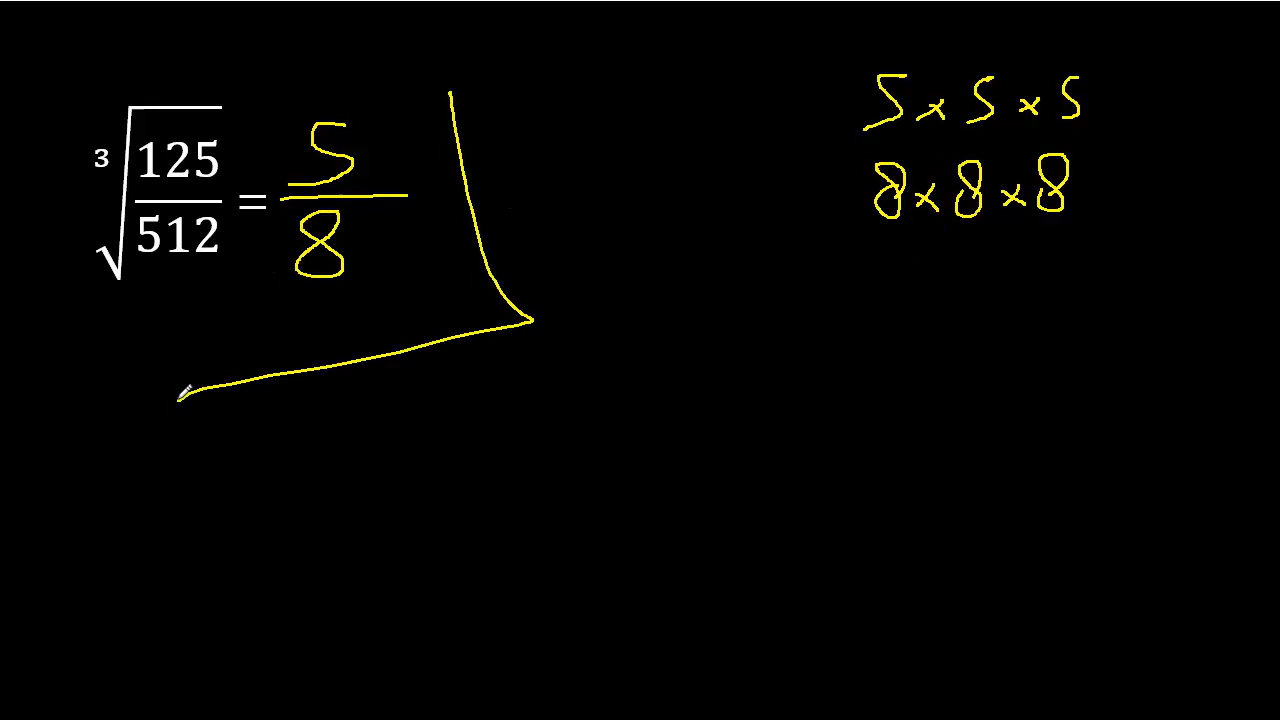 ∛(125/512) = 5/8
5 × 5 × 5
8 × 8 × 8